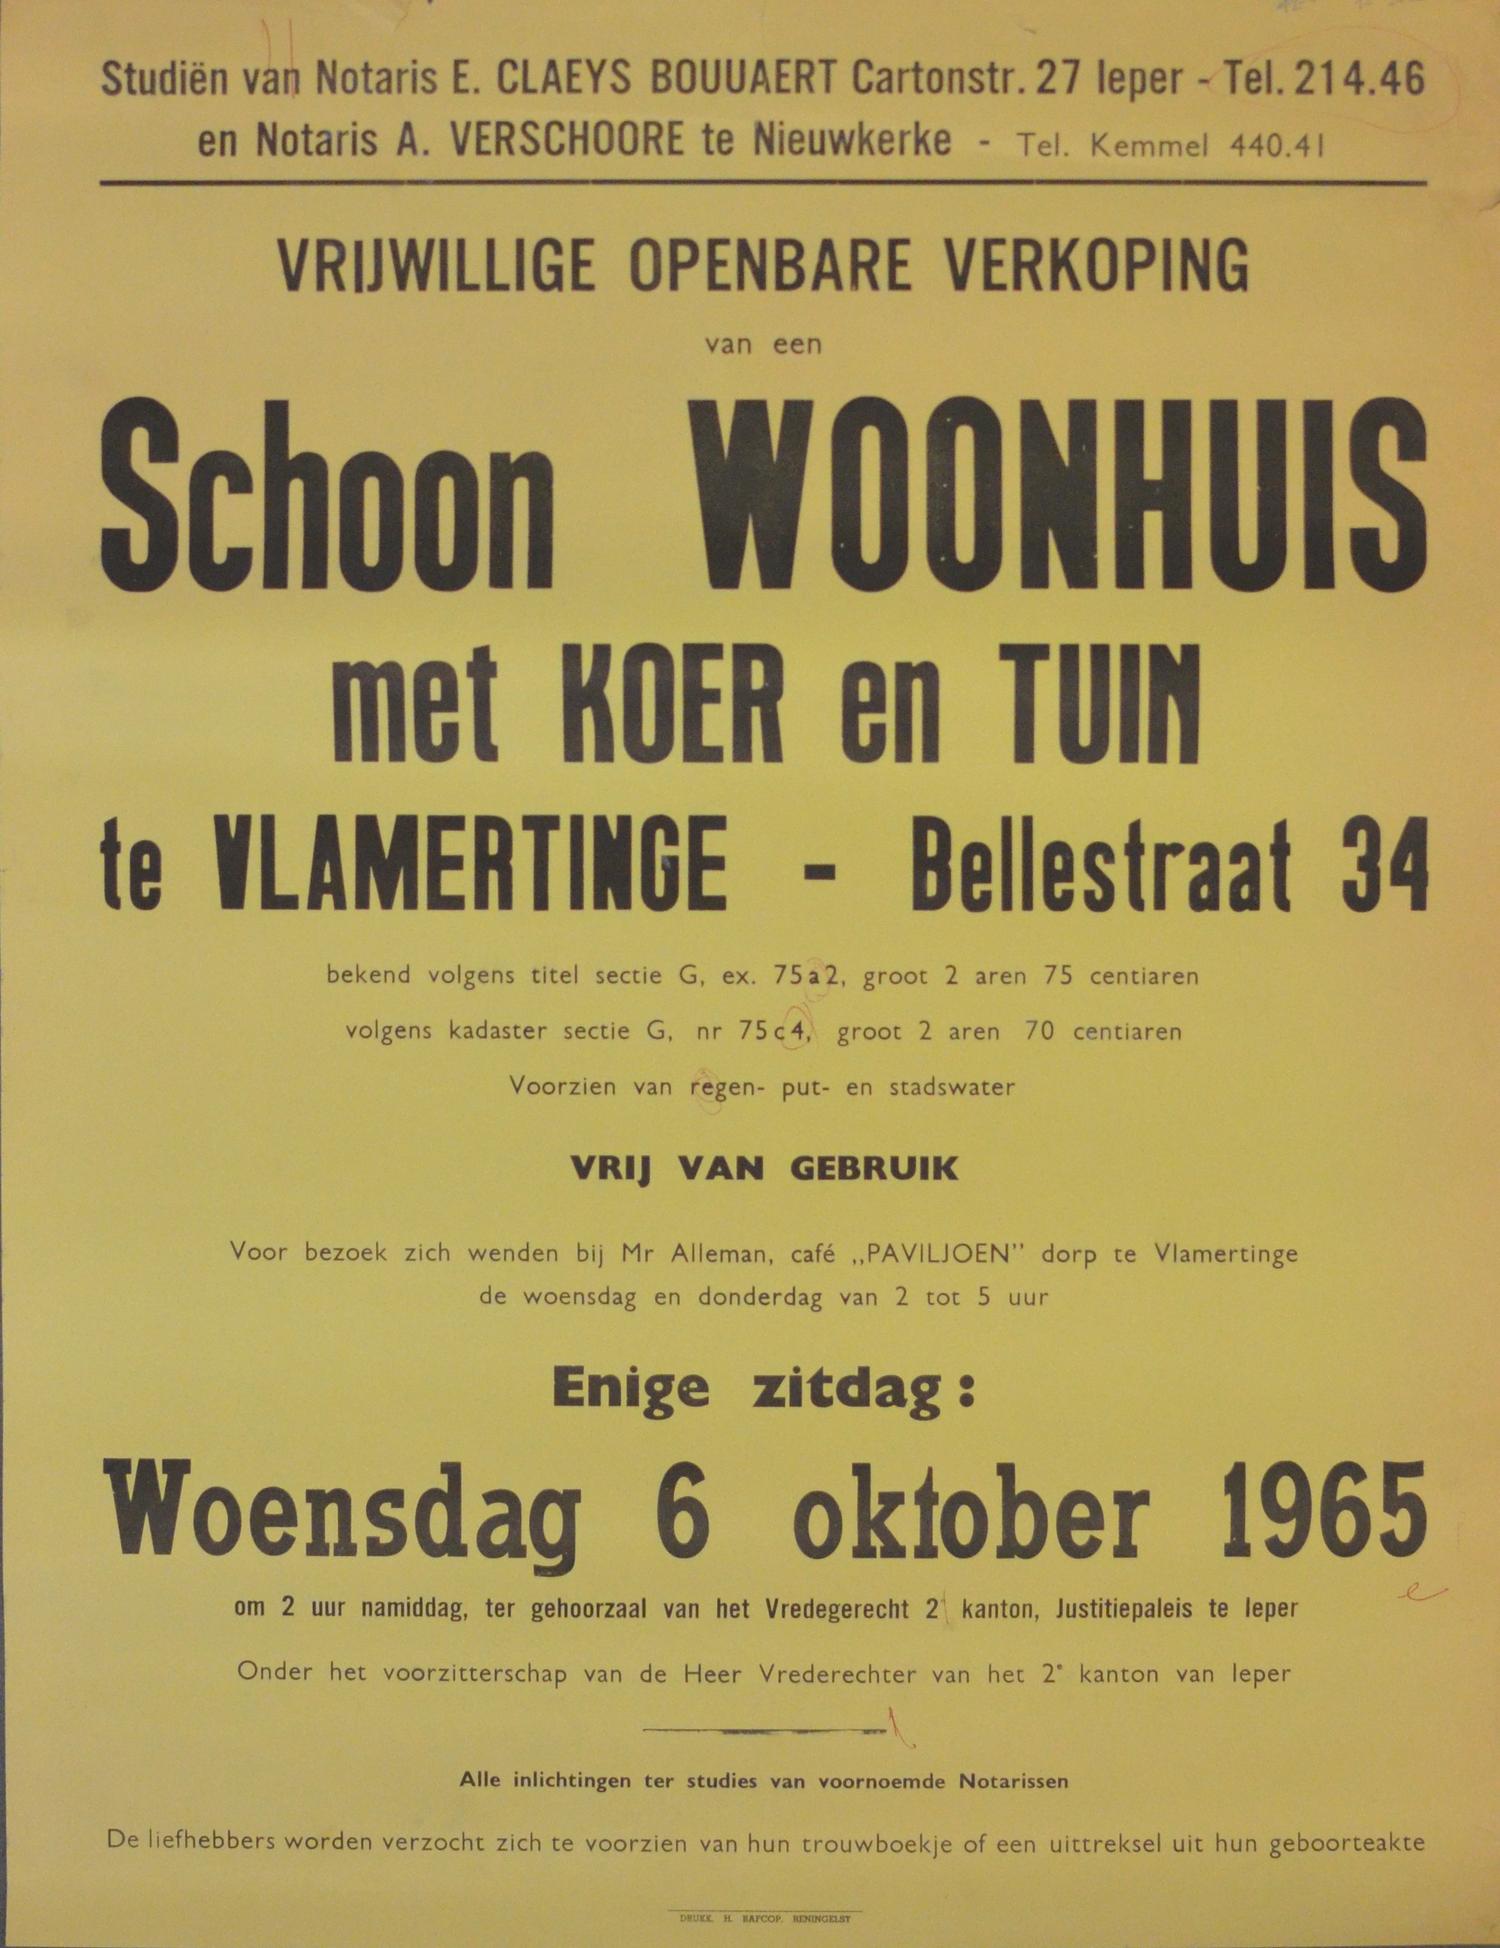 Studiën van Notaris E. CLAEYS BOUUAERT Cartonstr. 27 Ieper - Tel. 214.46
en Notaris A. VERSCHOORE te Nieuwkerke - Tel. Kemmel 440.41
VRIJWILLIGE OPENBARE VERKOPING
van een
Schoon WOONHUIS
met KOER en TUIN
te VLAMERTINGE - Bellestraat 34
bekend volgens titel sectie G, ex. 75a2, groot 2 aren 75 centiaren
volgens kadaster sectie G, nr 75c4, groot 2 aren 70 centiaren
Voorzien van regen- put- en stadswater
VRIJ VAN GEBRUIK
Voor bezoek zich wenden bij Mr Alleman, café „PAVILJOEN" dorp te Vlamertinge
de woensdag en donderdag van 2 tot 5 uur
Enige zitdag :
Woensdag 6 oktober 1965
om 2 uur namiddag, ter gehoorzaal van het Vredegerecht 2 kanton, Justitiepaleis te Ieper
e
Onder het voorzitterschap van de Heer Vrederechter van het 2e kanton van Ieper
Alle inlichtingen ter studies van voornoemde Notarissen
De liefhebbers worden verzocht zich te voorzien van hun trouwboekje of een uittreksel uit hun geboorteakte
DRUKK. H. BAFCOP. RENINGELST